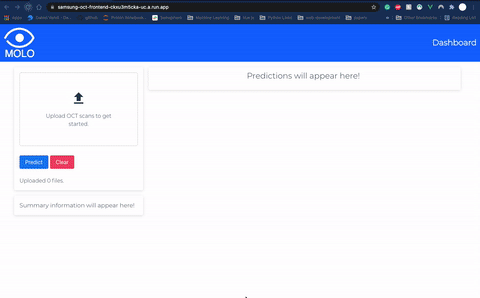 samsung-oct-frontend-ckxu3m5cka-uc.a.run.app
MOLO
Dashboard
Upload OCT scans to get
started.
Predict
Clear
Uploaded 0 files.
Summary information will appear here!
Predictions will appear here!